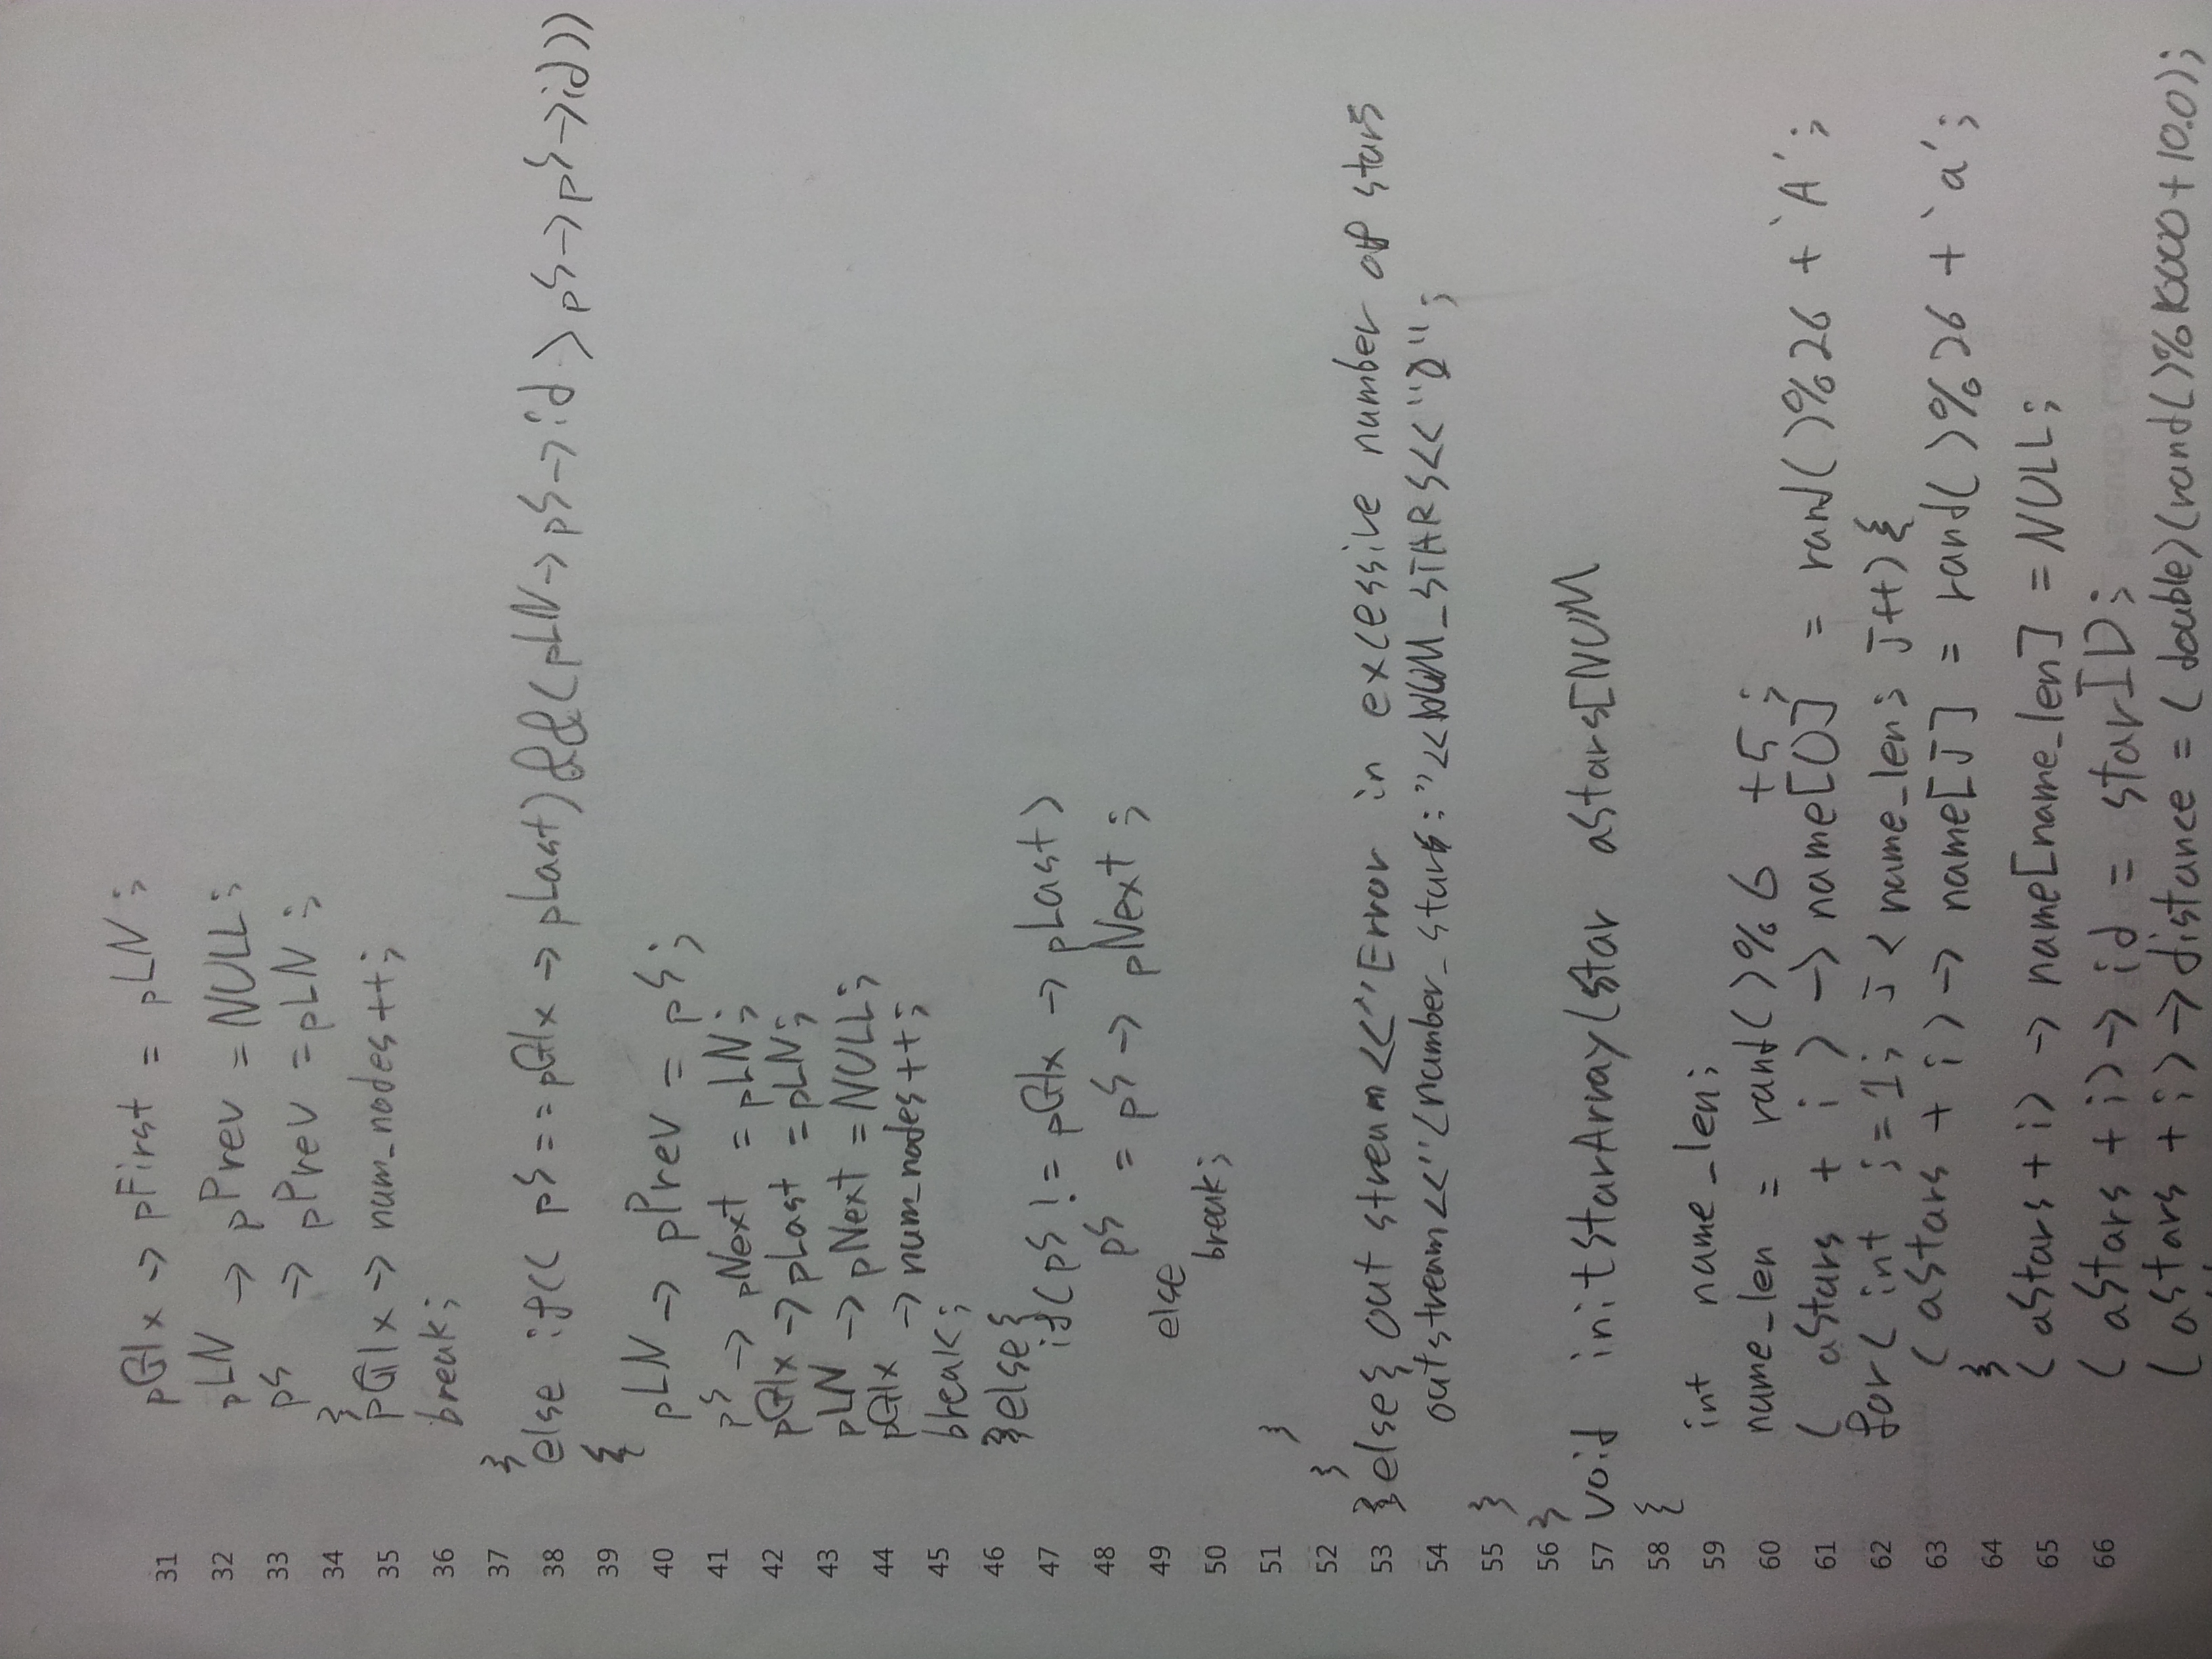 31 pGlx -> pFirst = pLN;
32 pLN -> pPrev = NULL;
33 pS -> pPrev = pLN;
34 }
35 pGlx -> num_nodes++;
36 break;
37 }
38 else if(( pS == pGlx -> pLast)&&(pLN->pS->id > pS->pS->id))
39 {
40 pLN -> pPrev = pS;
41 pS -> pNext = pLN;
42 pGlx -> pLast = pLN;
43 pLN -> pNext = NULL;
44 pGlx -> num_nodes++;
45 break;
46 }else{
47 if(pS != pGlx -> pLast)
48 pS = pS -> pNext;
49 else
50 break;
51 }
52 }
53 }else{ out stream<<"Error in excessive number of stars
54 outstream<<"(number_stars:"<<NUM_STARS<<")";
55 }
56 }
57 void initStarArray(Star aStars[NUM
58 {
59 int name_len;
60 name_len = rand()%6 +5;
61 ( aStars + i) -> name[0] = rand()%26 + 'A';
62 for( int j=1; J < name_len; J++){
63 ( aStars + i) -> name[J] = rand()%26 + 'a';
64 }
65 ( aStars + i) -> name[name_len] = NULL;
66 ( aStars + i) -> id = starID;
( aStars + i) -> distance = (double)(rand()%1000+10.0);